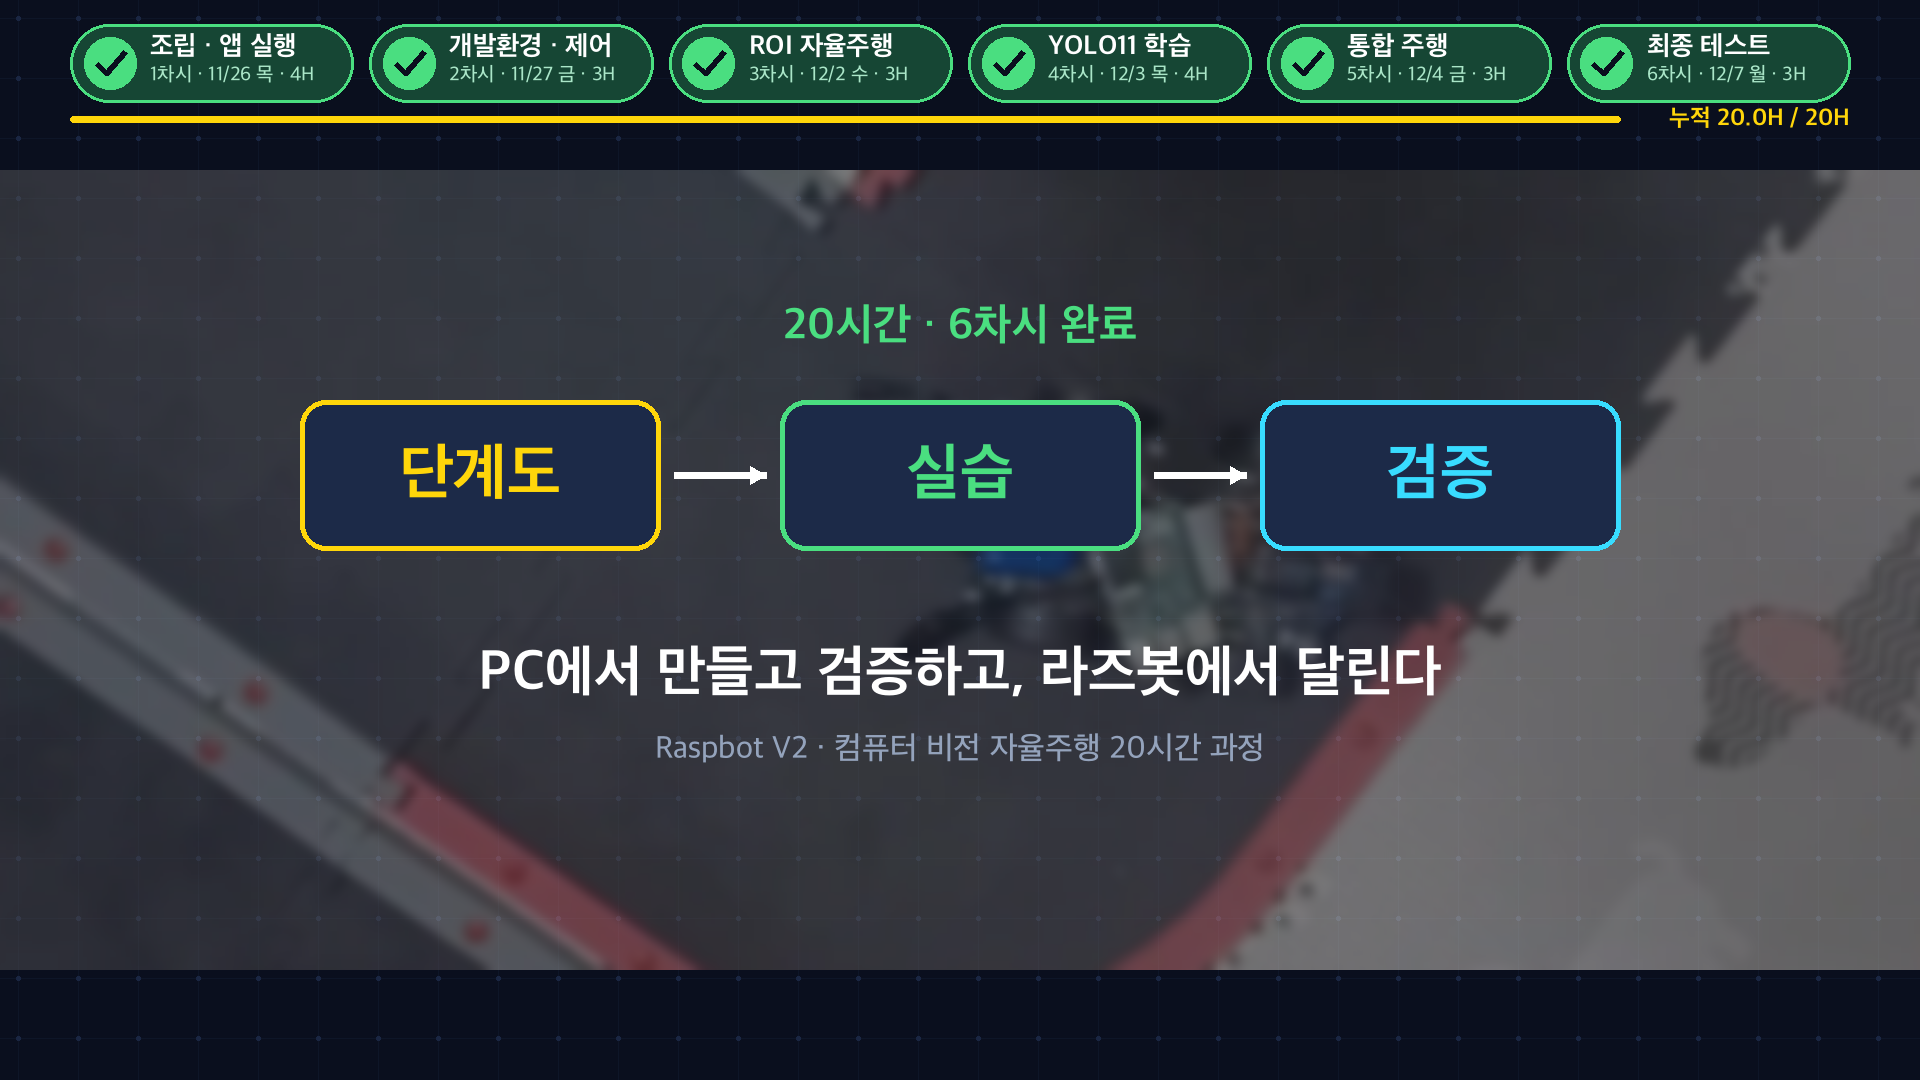 조립 · 앱 실행
1차시 · 11/26 목 · 4H
개발환경 · 제어
2차시 · 11/27 금 · 3H
ROI 자율주행
3차시 · 12/2 수 · 3H
YOLO11 학습
4차시 · 12/3 목 · 4H
통합 주행
5차시 · 12/4 금 · 3H
최종 테스트
6차시 · 12/7 월 · 3H
누적 20.0H / 20H
20시간 · 6차시 완료
단계도
실습
검증
PC에서 만들고 검증하고, 라즈봇에서 달린다
Raspbot V2 · 컴퓨터 비전 자율주행 20시간 과정